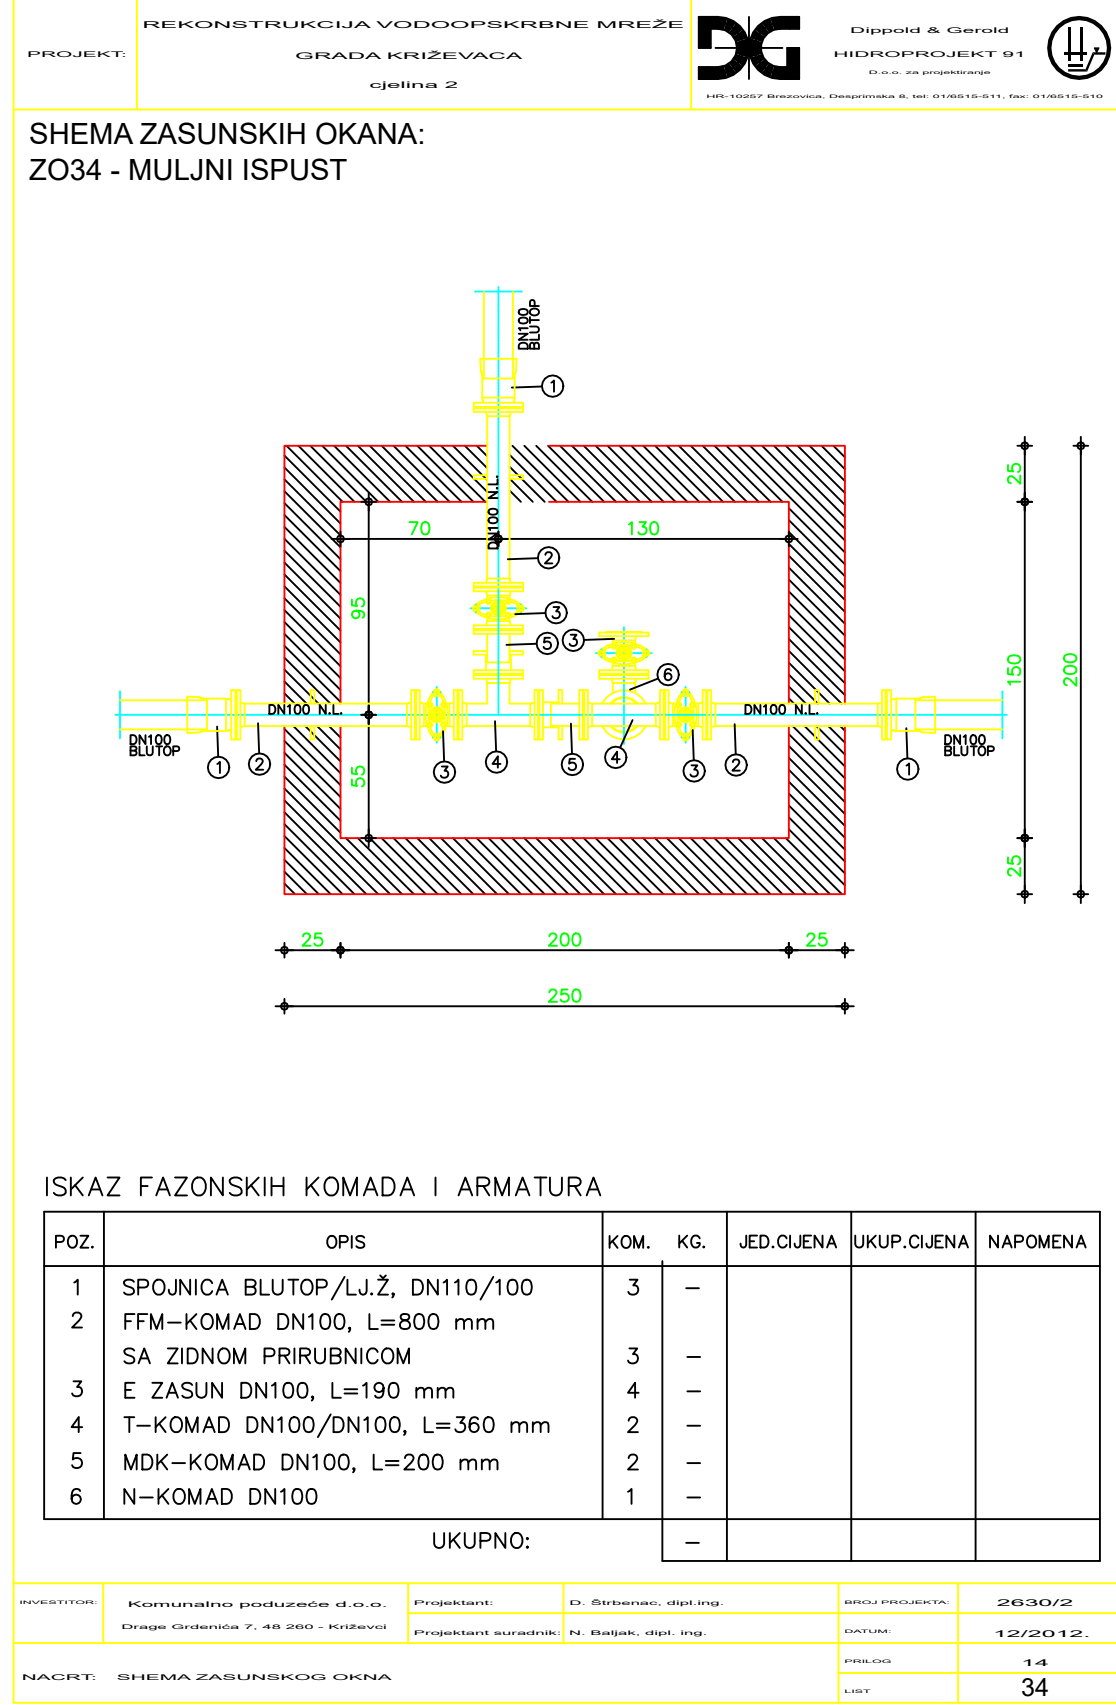 PROJEKT:
REKONSTRUKCIJA VODOOPSKRBNE MREŽE
GRADA KRIŽEVACA
cjelina 2
DG
Dippold & Gerold
HIDROPROJEKT 91
D.o.o. za projektiranje
HR-10257 Brezovica, Desprimska 8, tel: 01/6515-511, fax: 01/6515-510
SHEMA ZASUNSKIH OKANA:
ZO34 - MULJNI ISPUST
DN100
BLUTOP
1
25
DN100 N.L.
70
130
2
95
3
5
3
150
200
6
DN100 N.L.
DN100 N.L.
DN100
BLUTOP
DN100
BLUTOP
1
2
3
4
5
4
3
2
1
55
25
25
200
25
250
ISKAZ FAZONSKIH KOMADA I ARMATURA
POZ. OPIS KOM. KG. JED.CIJENA UKUP.CIJENA NAPOMENA
1 SPOJNICA BLUTOP/LJ.Ž, DN110/100 3 –
2 FFM–KOMAD DN100, L=800 mm
SA ZIDNOM PRIRUBNICOM 3 –
3 E ZASUN DN100, L=190 mm 4 –
4 T–KOMAD DN100/DN100, L=360 mm 2 –
5 MDK–KOMAD DN100, L=200 mm 2 –
6 N–KOMAD DN100 1 –
UKUPNO: –
INVESTITOR:
Komunalno poduzeće d.o.o.
Drage Grdenića 7, 48 260 - Križevci
Projektant: D. Štrbenac, dipl.ing.
Projektant suradnik: N. Baljak, dipl. ing.
BROJ PROJEKTA: 2630/2
DATUM: 12/2012.
NACRT: SHEMA ZASUNSKOG OKNA
PRILOG 14
LIST 34